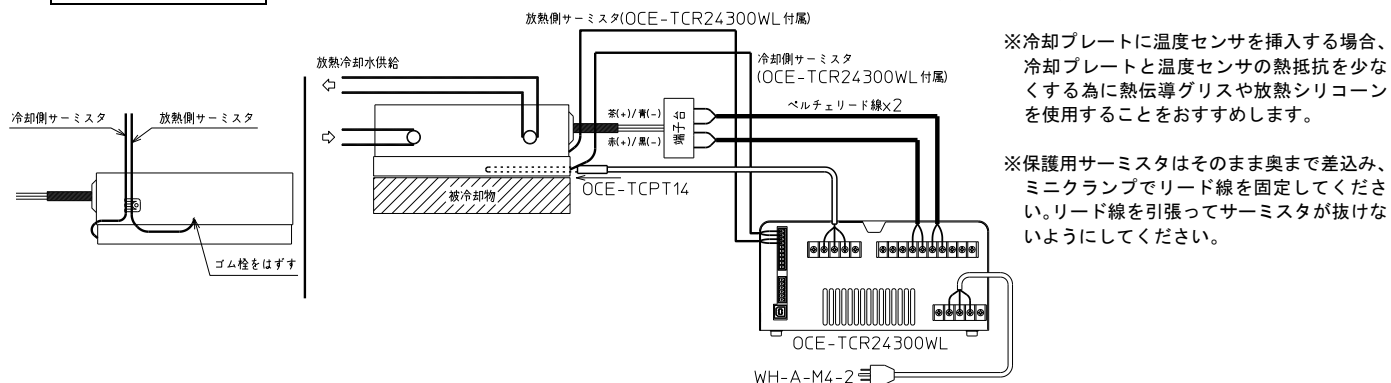 放熱側サーミスタ(OCE-TCR24300WL付属)
冷却側サーミスタ
(OCE-TCR24300WL付属)
放熱冷却水供給
ペルチェリード線x2
冷却側サーミスタ
放熱側サーミスタ
茶(+)/青(-)
赤(+)/黒(-)
端子台
OCE-TCPT14
被冷却物
ゴム栓をはずす
OCE-TCR24300WL
WH-A-M4-2
※冷却プレートに温度センサを挿入する場合、
冷却プレートと温度センサの熱抵抗を少な
くする為に熱伝導グリスや放熱シリコーン
を使用することをおすすめします。
※保護用サーミスタはそのまま奥まで差込み、
ミニクランプでリード線を固定してくださ
い。リード線を引張ってサーミスタが抜けな
いようにしてください。